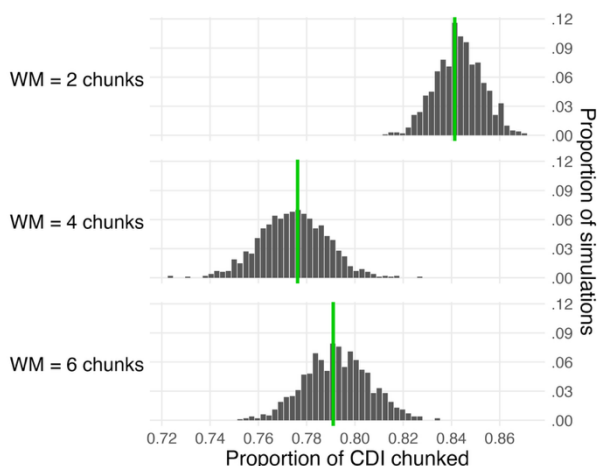 .12
.09
WM = 2 chunks
.06
.03
.00
.12
.09
WM = 4 chunks
.06
.03
.00
.12
.09
WM = 6 chunks
.06
.03
.00
Proportion of simulations
0.72 0.74 0.76 0.78 0.80 0.82 0.84 0.86
Proportion of CDI chunked